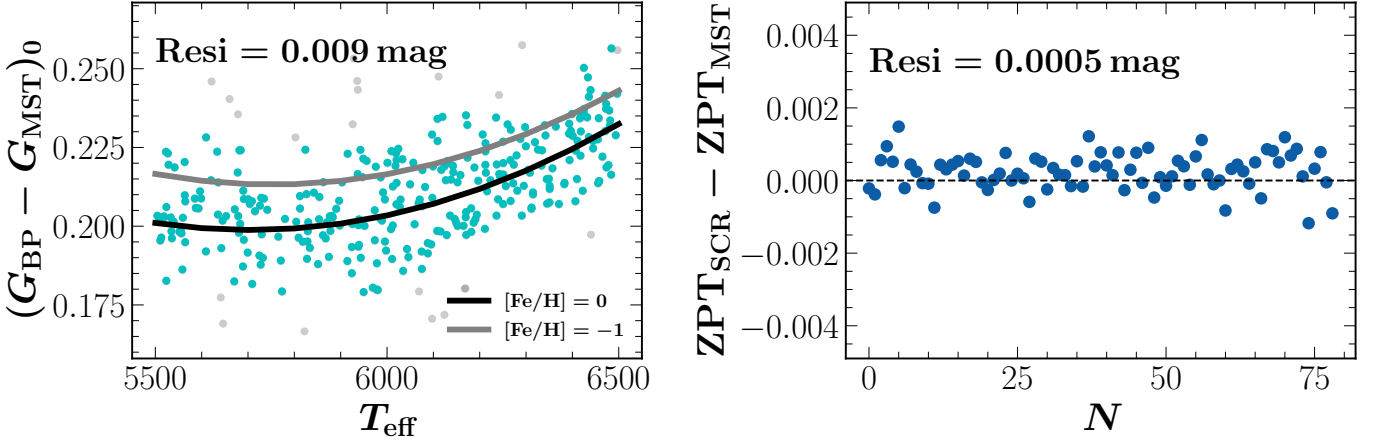 (G_BP − G_MST)_0
Resi = 0.009 mag
0.250
0.225
0.200
0.175
[Fe/H] = 0
[Fe/H] = −1
5500 6000 6500
T_eff
ZPT_SCR − ZPT_MST
Resi = 0.0005 mag
0.004
0.002
0.000
−0.002
−0.004
0 25 50 75
N